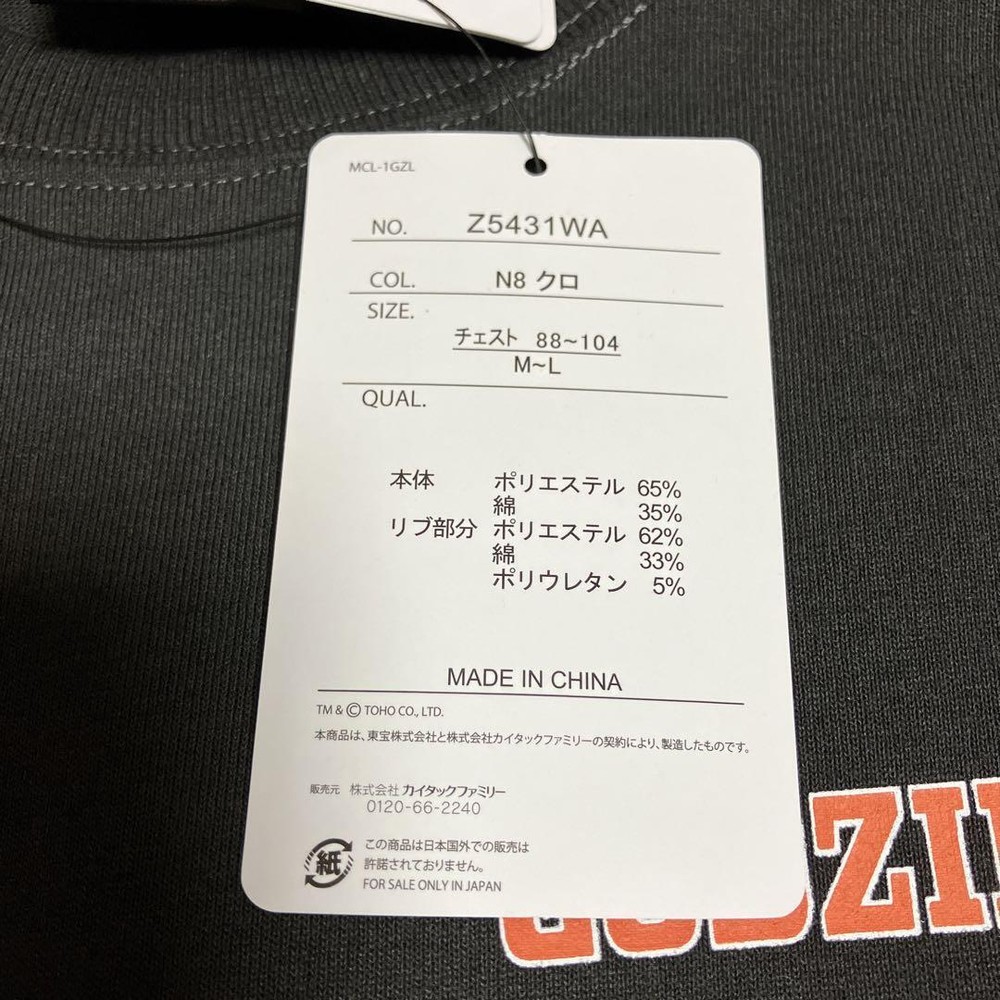 MCL-1GZL
NO. Z5431WA
COL. N8 クロ
SIZE.
チェスト 88~104
M~L
QUAL.
本体 ポリエステル 65%
綿 35%
リブ部分 ポリエステル 62%
綿 33%
ポリウレタン 5%
MADE IN CHINA
TM & © TOHO CO., LTD.
本商品は、東宝株式会社と株式会社カイタックファミリーの契約により、製造したものです。
販売元 株式会社 カイタックファミリー
0120-66-2240
紙
この商品は日本国外での販売は
許諾されておりません。
FOR SALE ONLY IN JAPAN